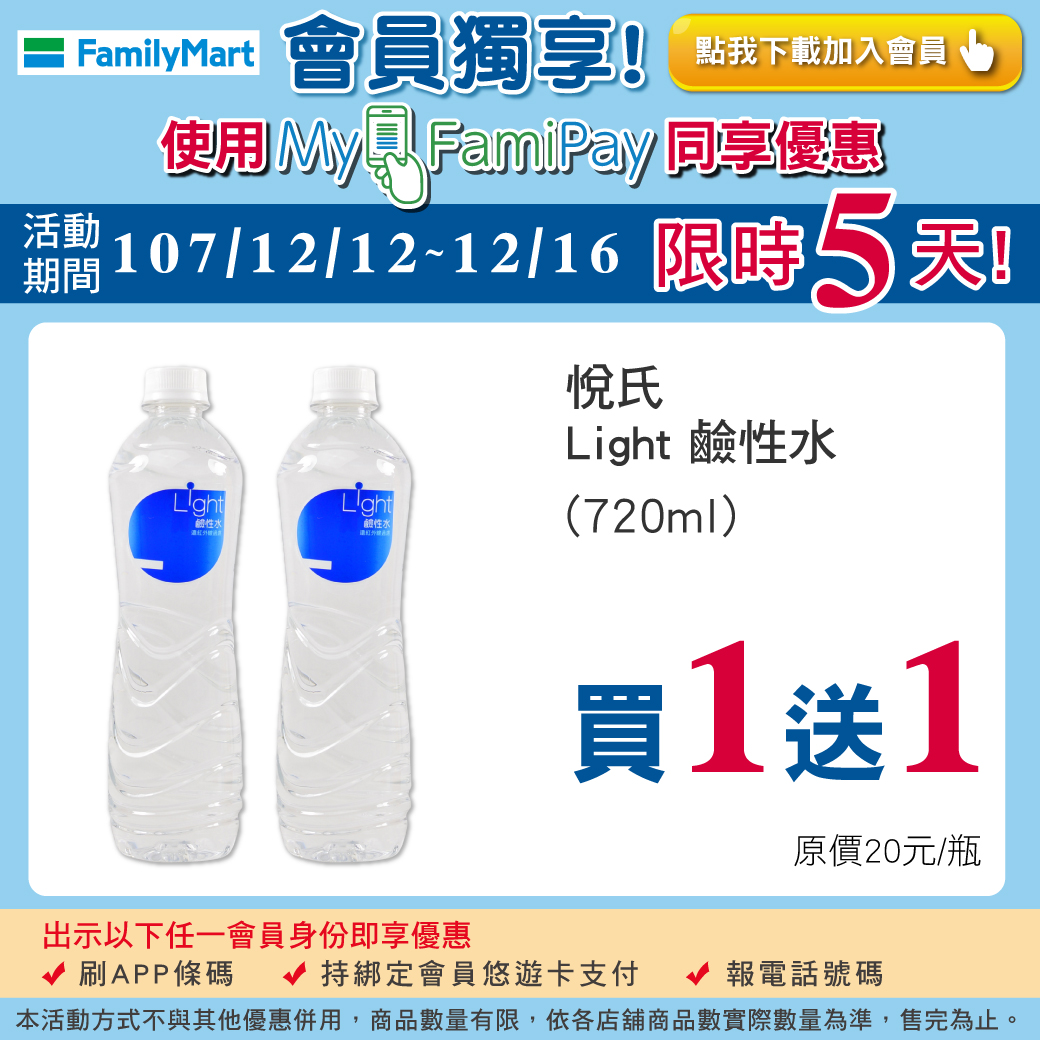 FamilyMart
會員獨享!
點我下載加入會員
使用 My FamiPay 同享優惠
活動期間 107/12/12~12/16 限時5天!
悅氏
Light 鹼性水
(720ml)
Light
鹼性水
Light
鹼性水
買1送1
原價20元/瓶
出示以下任一會員身份即享優惠
刷APP條碼 持綁定會員悠遊卡支付 報電話號碼
本活動方式不與其他優惠併用，商品數量有限，依各店舖商品數實際數量為準，售完為止。